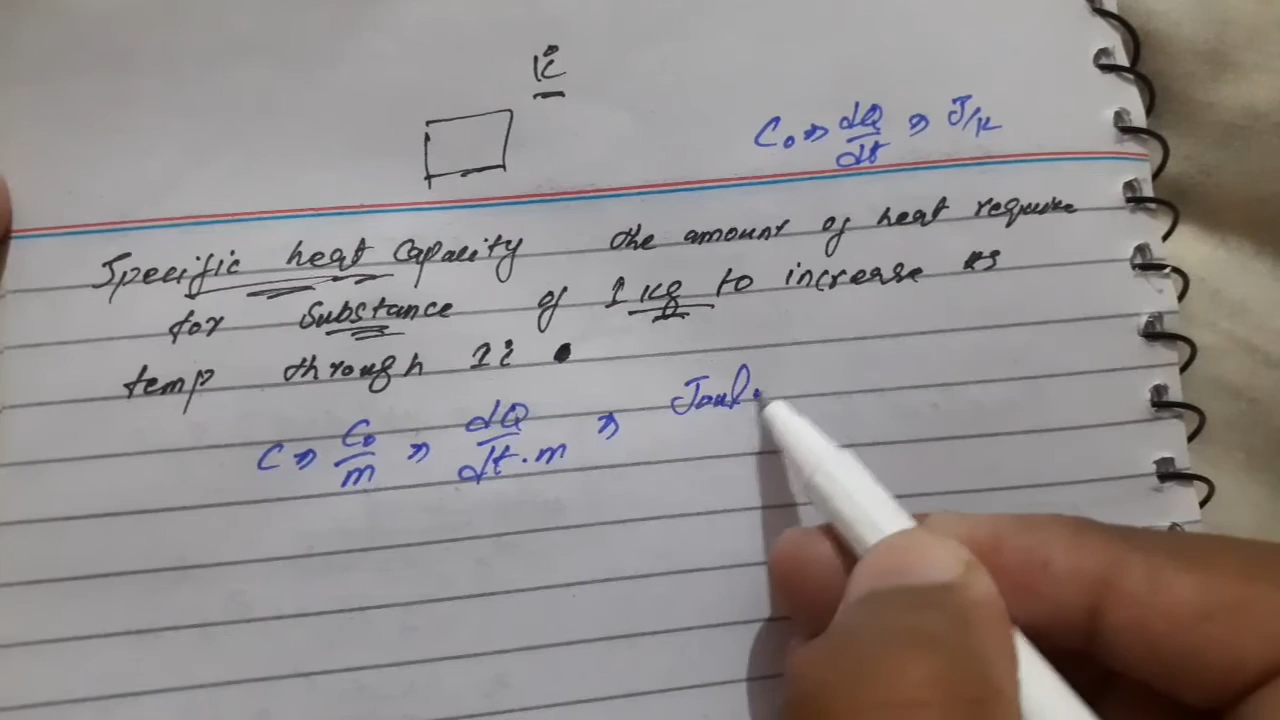 K°
C₀ ⇒ dQ/dt ⇒ J/K
Specific heat Capacity the amount of heat require
for Substance of 1 kg to increase its
temp through 1
C ⇒ C₀/m ⇒ dQ/dt.m ⇒ Joul